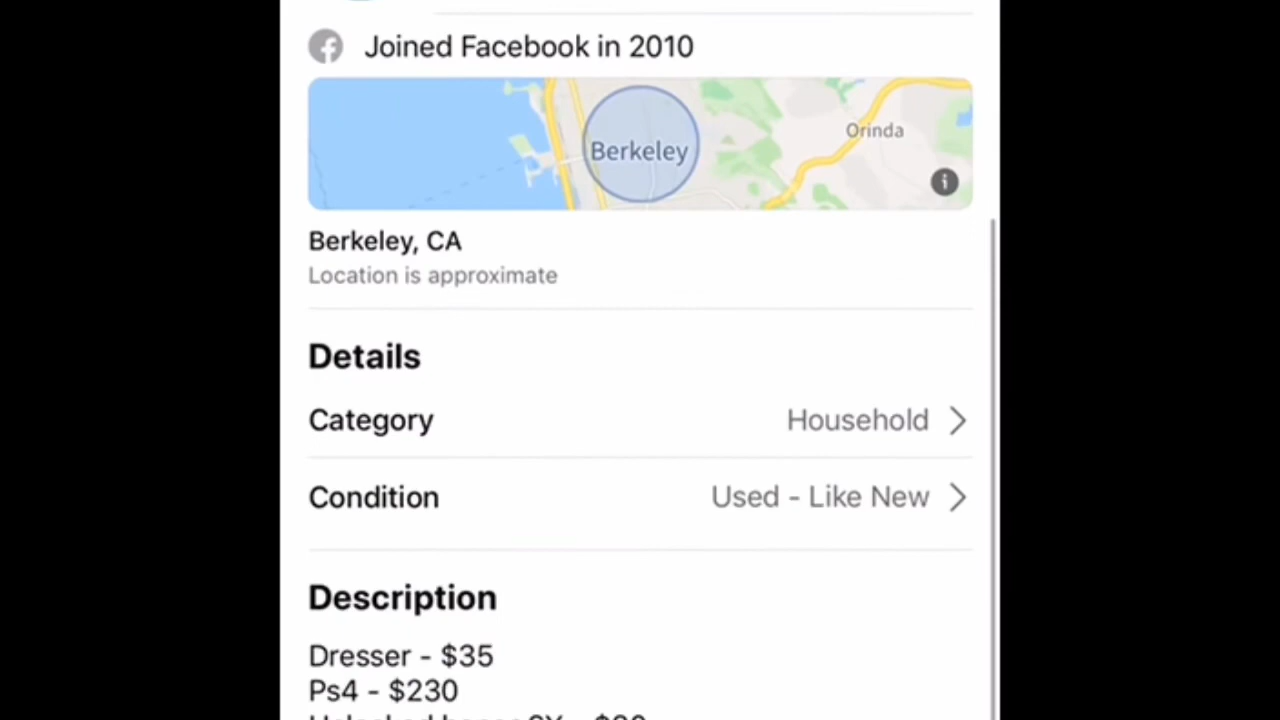 Joined Facebook in 2010
Berkeley
Orinda
Berkeley, CA
Location is approximate
Details
Category Household
Condition Used - Like New
Description
Dresser - $35
Ps4 - $230